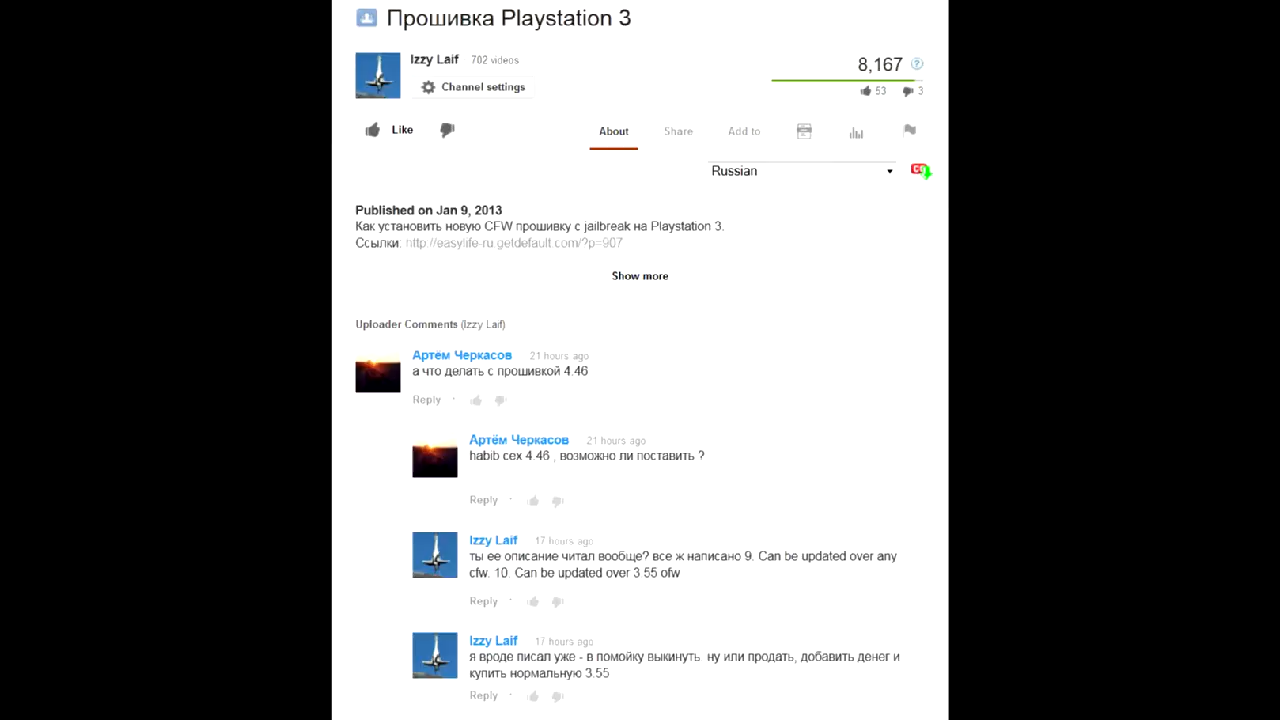 Прошивка Playstation 3
Izzy Laif 702 videos
8,167 ?
Channel settings
53 3
Like
About Share Add to
Russian
CC
Published on Jan 9, 2013
Как установить новую CFW прошивку с jailbreak на Playstation 3.
Ссылки: http://easylife-ru.getdefault.com/?p=907
Show more
Uploader Comments (Izzy Laif)
Артём Черкасов 21 hours ago
а что делать с прошивкой 4.46
Reply ·
Артём Черкасов 21 hours ago
habib cex 4.46 , возможно ли поставить ?
Reply ·
Izzy Laif 17 hours ago
ты ее описание читал вообще? все ж написано 9. Can be updated over any
cfw. 10. Can be updated over 3 55 ofw
Reply ·
Izzy Laif 17 hours ago
я вроде писал уже - в помойку выкинуть ну или продать, добавить денег и
купить нормальную 3.55
Reply ·